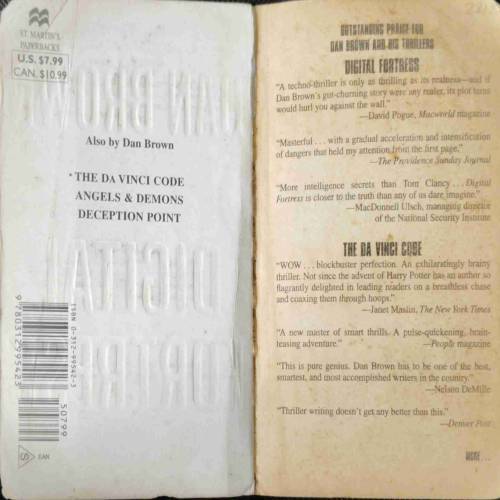 ST. MARTIN'S
PAPERBACKS
U.S. $7.99
CAN. $10.99
Also by Dan Brown
THE DA VINCI CODE
ANGELS & DEMONS
DECEPTION POINT
ISBN 0-312-99542-3
9780312995423
50799
S EAN
OUTSTANDING PRAISE FOR
DAN BROWN AND HIS THRILLERS
DIGITAL FORTRESS
“A techno-thriller is only as thrilling as its realness—and if
Dan Brown's gut-churning story were any realer, its plot turns
would hurl you against the wall.”
—David Pogue, Macworld magazine
“Masterful . . . with a gradual acceleration and intensification
of dangers that held my attention from the first page.”
—The Providence Sunday Journal
“More intelligence secrets than Tom Clancy . . . Digital
Fortress is closer to the truth than any of us dare imagine.”
—MacDonnell Ulsch, managing director
of the National Security Institute
THE DA VINCI CODE
“WOW . . . blockbuster perfection. An exhilaratingly brainy
thriller. Not since the advent of Harry Potter has an author so
flagrantly delighted in leading readers on a breathless chase
and coaxing them through hoops.”
—Janet Maslin, The New York Times
“A new master of smart thrills. A pulse-quickening, brain-
teasing adventure.”
—People magazine
“This is pure genius. Dan Brown has to be one of the best,
smartest, and most accomplished writers in the country.”
—Nelson DeMille
“Thriller writing doesn't get any better than this.”
—Denver Post
MORE . . .